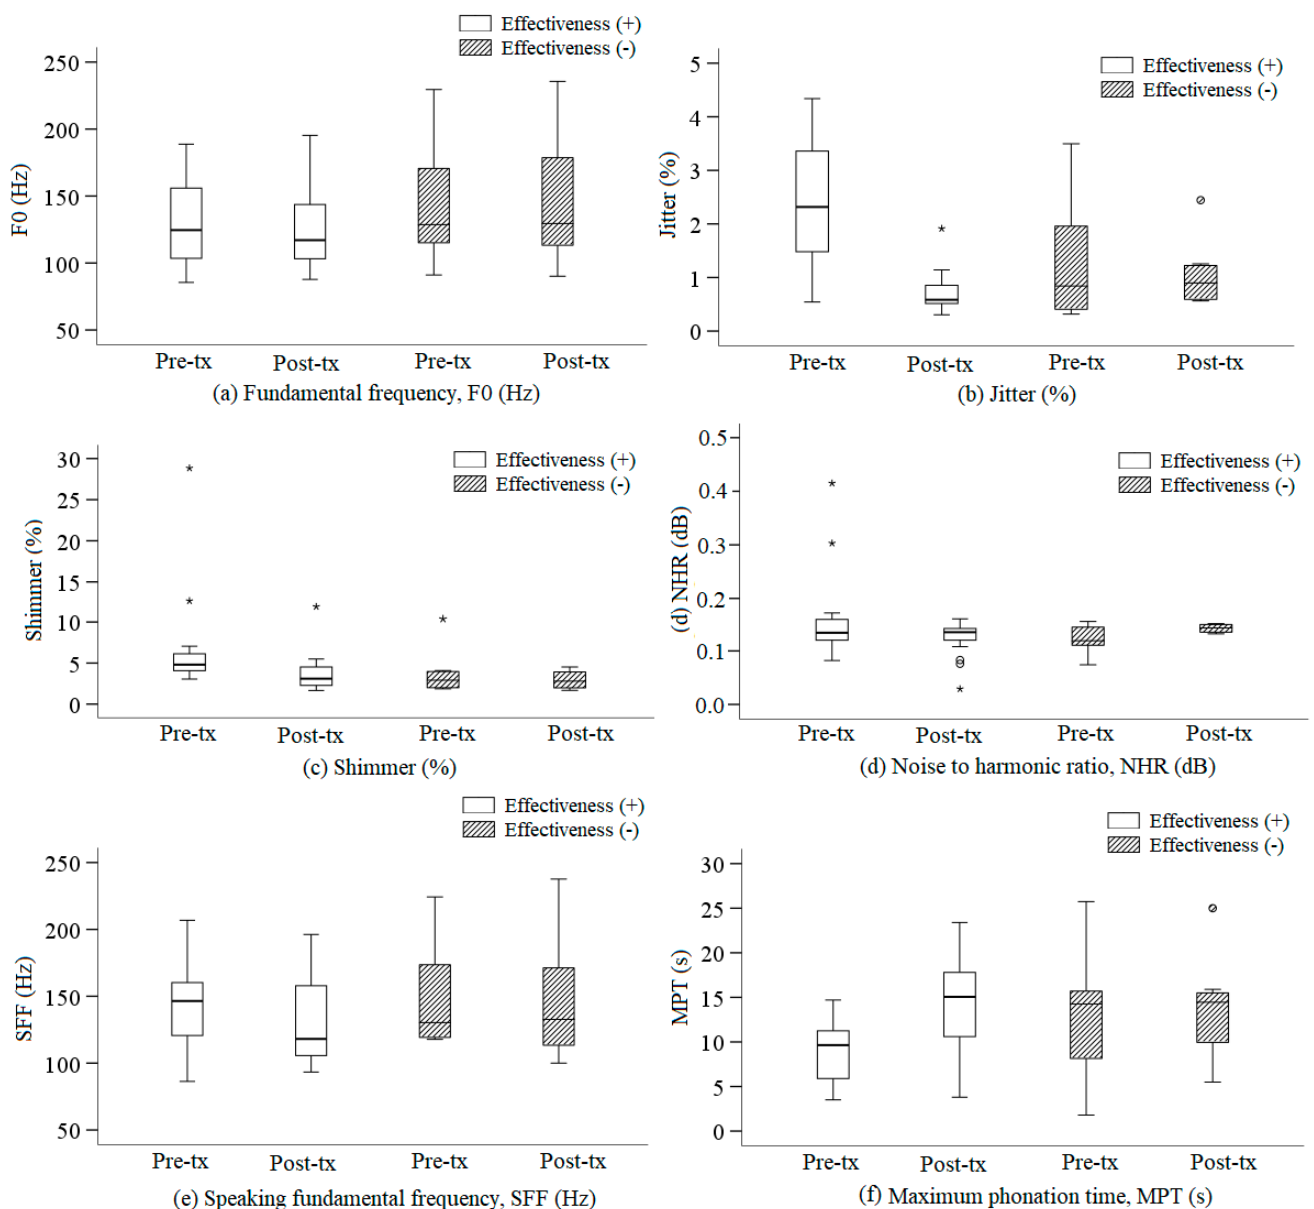 Effectiveness (+)
Effectiveness (-)
F0 (Hz)
250
200
150
100
50
Pre-tx Post-tx Pre-tx Post-tx
(a) Fundamental frequency, F0 (Hz)
Effectiveness (+)
Effectiveness (-)
Jitter (%)
5
4
3
2
1
0
Pre-tx Post-tx Pre-tx Post-tx
(b) Jitter (%)
Effectiveness (+)
Effectiveness (-)
Shimmer (%)
30
25
20
15
10
5
0
Pre-tx Post-tx Pre-tx Post-tx
(c) Shimmer (%)
Effectiveness (+)
Effectiveness (-)
(d) NHR (dB)
0.5
0.4
0.3
0.2
0.1
0.0
Pre-tx Post-tx Pre-tx Post-tx
(d) Noise to harmonic ratio, NHR (dB)
Effectiveness (+)
Effectiveness (-)
SFF (Hz)
250
200
150
100
50
Pre-tx Post-tx Pre-tx Post-tx
(e) Speaking fundamental frequency, SFF (Hz)
Effectiveness (+)
Effectiveness (-)
MPT (s)
30
25
20
15
10
5
0
Pre-tx Post-tx Pre-tx Post-tx
(f) Maximum phonation time, MPT (s)